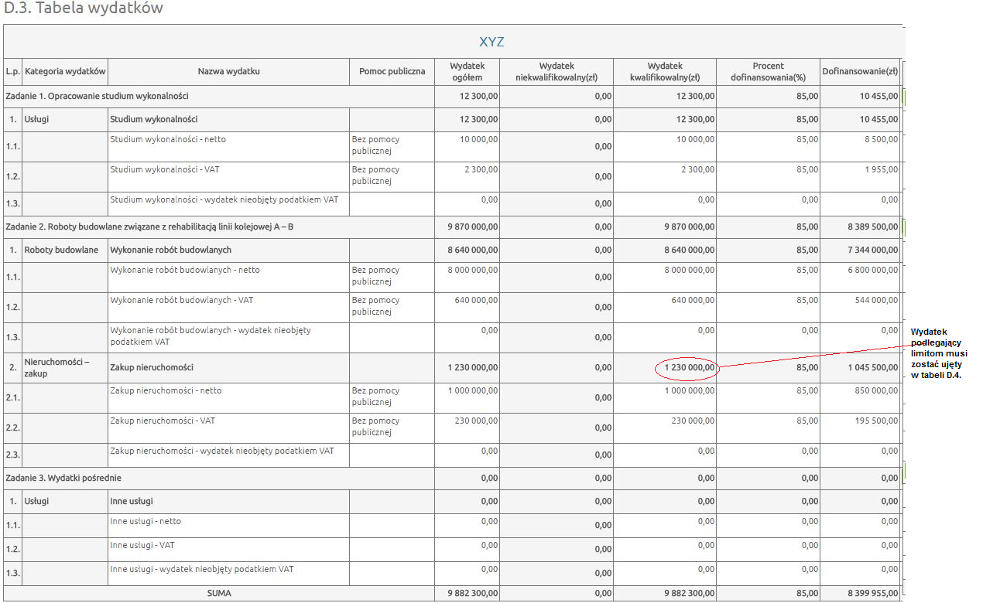 D.3. Tabela wydatków
XYZ
L.p. Kategoria wydatków Nazwa wydatku Pomoc publiczna Wydatek ogółem Wydatek niekwalifikowalny(zł) Wydatek kwalifikowalny(zł) Procent dofinansowania(%) Dofinansowanie(zł)
Zadanie 1. Opracowanie studium wykonalności 12 300,00 0,00 12 300,00 85,00 10 455,00
1. Usługi Studium wykonalności 12 300,00 0,00 12 300,00 85,00 10 455,00
1.1. Studium wykonalności - netto Bez pomocy publicznej 10 000,00 0,00 10 000,00 85,00 8 500,00
1.2. Studium wykonalności - VAT Bez pomocy publicznej 2 300,00 0,00 2 300,00 85,00 1 955,00
1.3. Studium wykonalności - wydatek nieobjęty podatkiem VAT 0,00 0,00 0,00 0,00 0,00
Zadanie 2. Roboty budowlane związane z rehabilitacją linii kolejowej A – B 9 870 000,00 0,00 9 870 000,00 85,00 8 389 500,00
1. Roboty budowlane Wykonanie robót budowlanych 8 640 000,00 0,00 8 640 000,00 85,00 7 344 000,00
1.1. Wykonanie robót budowlanych - netto Bez pomocy publicznej 8 000 000,00 0,00 8 000 000,00 85,00 6 800 000,00
1.2. Wykonanie robót budowlanych - VAT Bez pomocy publicznej 640 000,00 0,00 640 000,00 85,00 544 000,00
1.3. Wykonanie robót budowlanych - wydatek nieobjęty podatkiem VAT 0,00 0,00 0,00 0,00 0,00
2. Nieruchomości – zakup Zakup nieruchomości 1 230 000,00 0,00 1 230 000,00 85,00 1 045 500,00
2.1. Zakup nieruchomości - netto Bez pomocy publicznej 1 000 000,00 0,00 1 000 000,00 85,00 850 000,00
2.2. Zakup nieruchomości - VAT Bez pomocy publicznej 230 000,00 0,00 230 000,00 85,00 195 500,00
2.3. Zakup nieruchomości - wydatek nieobjęty podatkiem VAT 0,00 0,00 0,00 0,00 0,00
Zadanie 3. Wydatki pośrednie 0,00 0,00 0,00 0,00 0,00
1. Usługi Inne usługi 0,00 0,00 0,00 0,00 0,00
1.1. Inne usługi - netto 0,00 0,00 0,00 0,00 0,00
1.2. Inne usługi - VAT 0,00 0,00 0,00 0,00 0,00
1.3. Inne usługi - wydatek nieobjęty podatkiem VAT 0,00 0,00 0,00 0,00 0,00
SUMA 9 882 300,00 0,00 9 882 300,00 85,00 8 399 955,00
Wydatek
podlegający
limitom musi
zostać ujęty
w tabeli D.4.